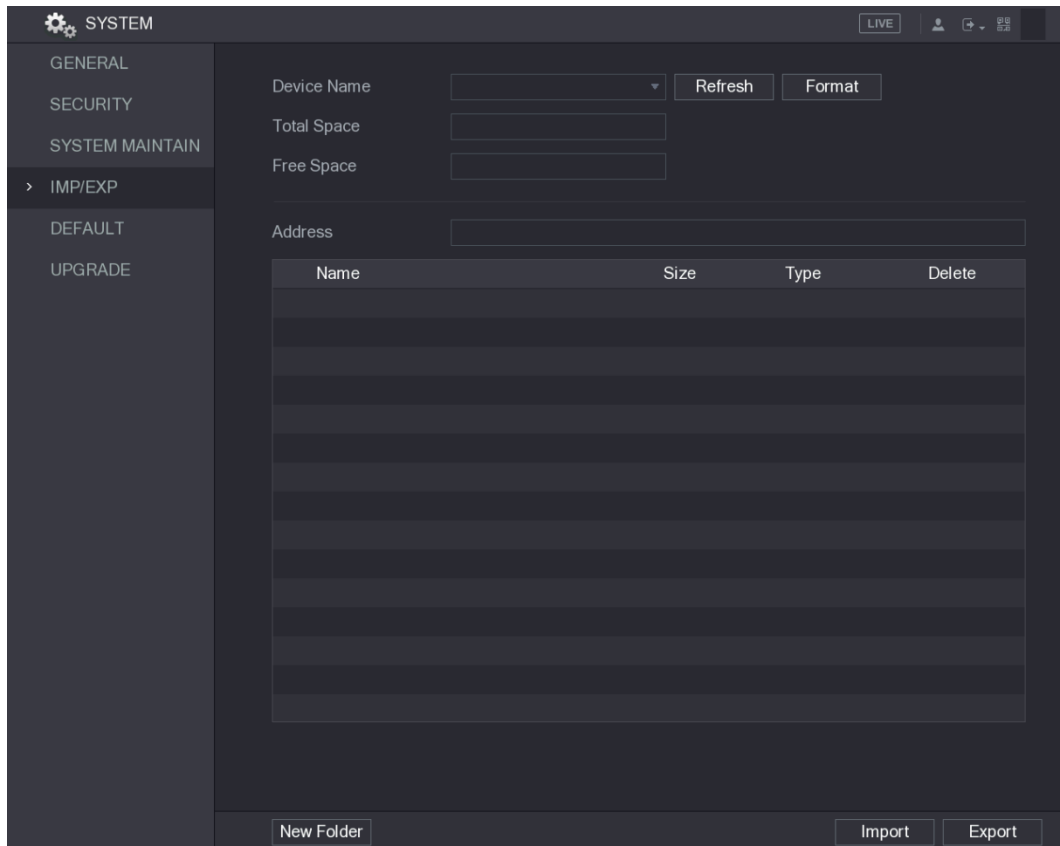 SYSTEM LIVE
GENERAL
SECURITY
SYSTEM MAINTAIN
IMP/EXP
DEFAULT
UPGRADE
Device Name Refresh Format
Total Space
Free Space
Address
Name Size Type Delete
New Folder Import Export